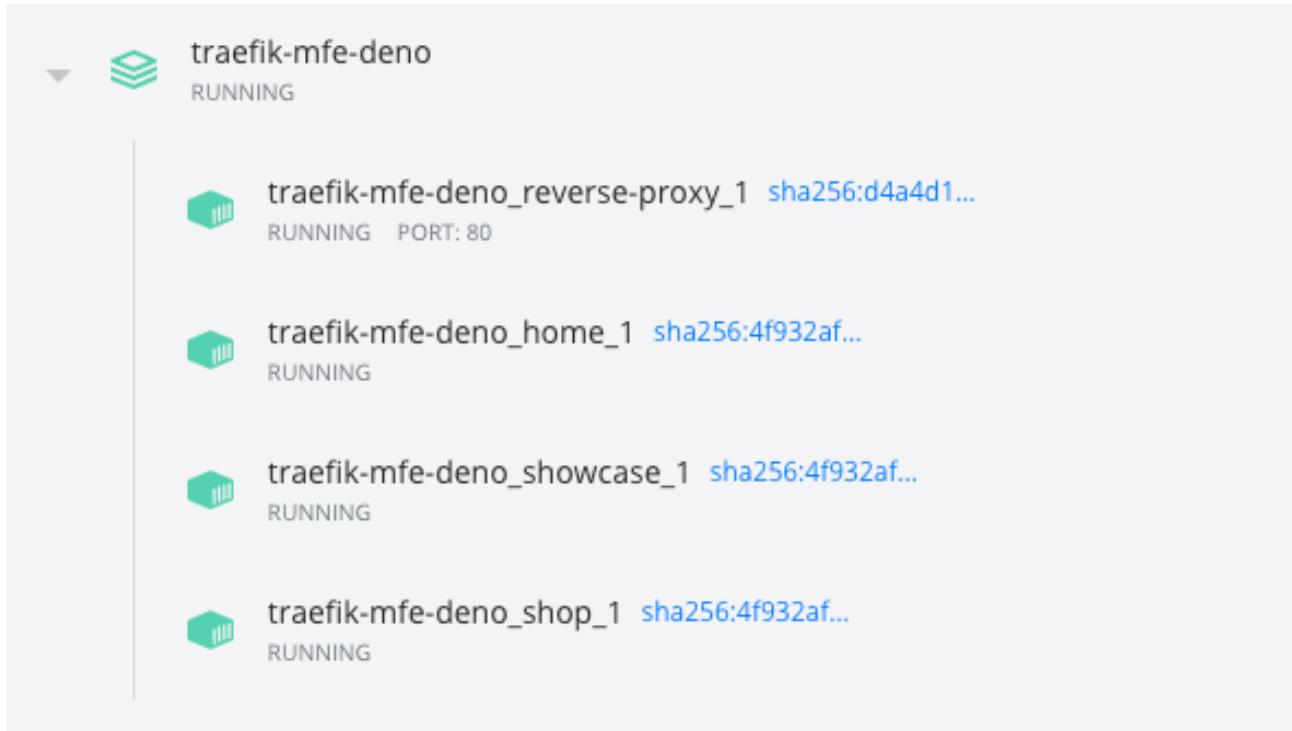 traefik-mfe-deno
RUNNING
traefik-mfe-deno_reverse-proxy_1 sha256:d4a4d1...
RUNNING PORT: 80
traefik-mfe-deno_home_1 sha256:4f932af...
RUNNING
traefik-mfe-deno_showcase_1 sha256:4f932af...
RUNNING
traefik-mfe-deno_shop_1 sha256:4f932af...
RUNNING